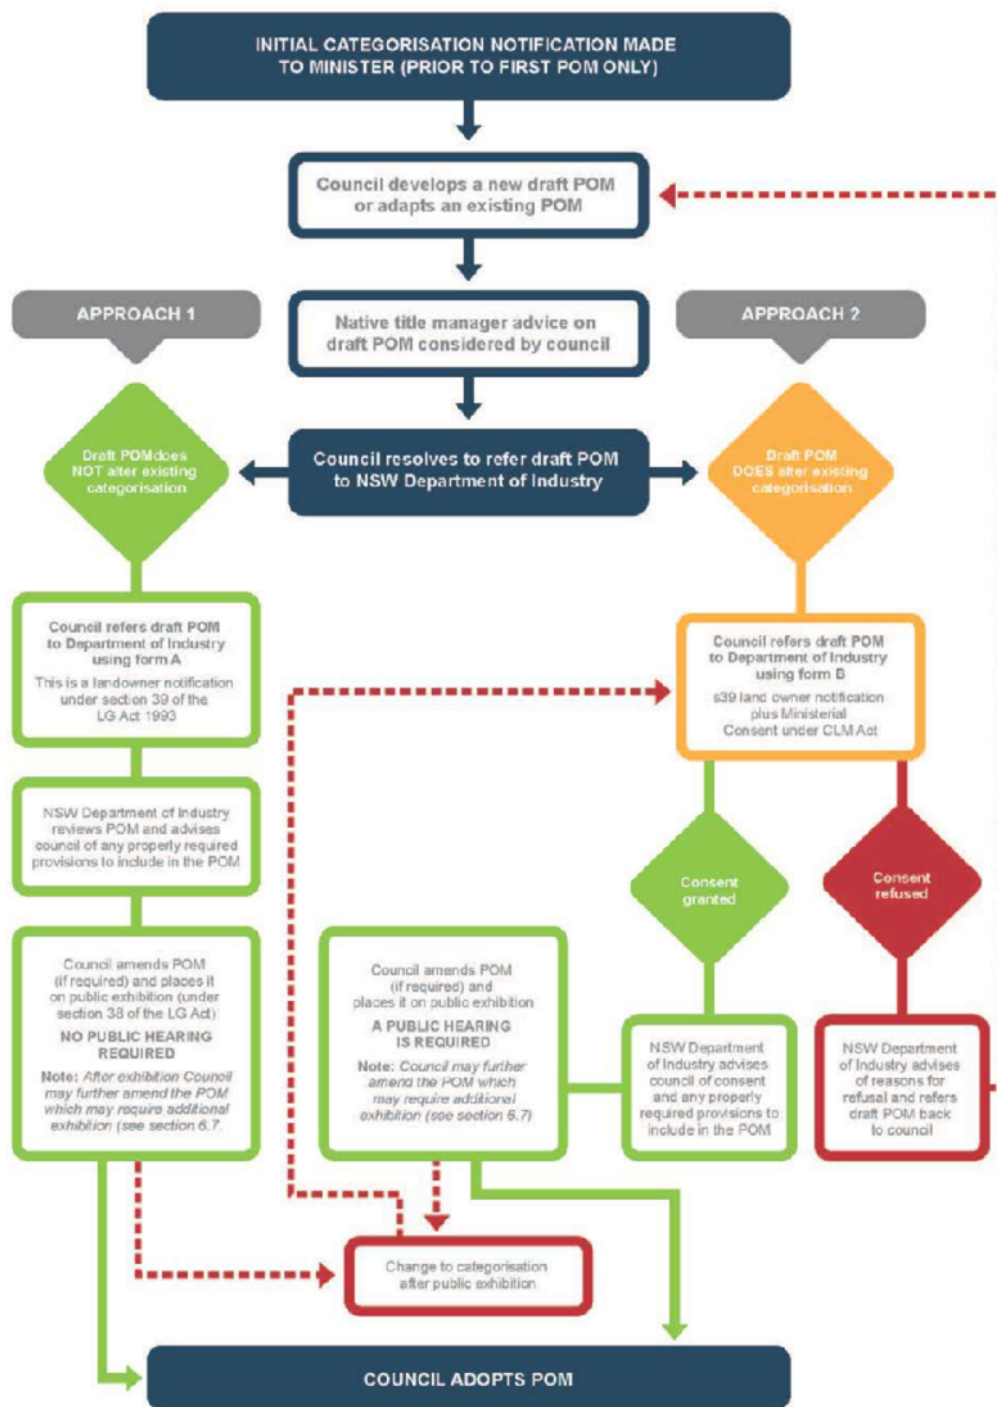 INITIAL CATEGORISATION NOTIFICATION MADE
TO MINISTER (PRIOR TO FIRST POM ONLY)
Council develops a new draft POM
or adapts an existing POM
APPROACH 1
Native title manager advice on
draft POM considered by council
APPROACH 2
Draft POM does
NOT alter existing
categorisation
Council resolves to refer draft POM
to NSW Department of Industry
Draft POM
DOES alter existing
categorisation
Council refers draft POM
to Department of Industry
using form A
This is a landowner notification
under section 39 of the
LG Act 1993
Council refers draft POM
to Department of Industry
using form B
s39 land owner notification
plus Ministerial
Consent under CLM Act
NSW Department of Industry
reviews POM and advises
council of any properly required
provisions to include in the POM
Consent
granted
Consent
refused
Council amends POM
(if required) and places it
on public exhibition (under
section 38 of the LG Act)
NO PUBLIC HEARING
REQUIRED
Note: After exhibition Council
may further amend the POM
which may require additional
exhibition (see section 6.7.
Council amends POM
(if required) and
places it on public exhibition
A PUBLIC HEARING
IS REQUIRED
Note: Council may further
amend the POM which
may require additional
exhibition (see section 6.7)
NSW Department
of Industry advises
council of consent
and any properly
required provisions to
include in the POM
NSW Department
of Industry advises
of reasons for
refusal and refers
draft POM back
to council
Change to categorisation
after public exhibition
COUNCIL ADOPTS POM